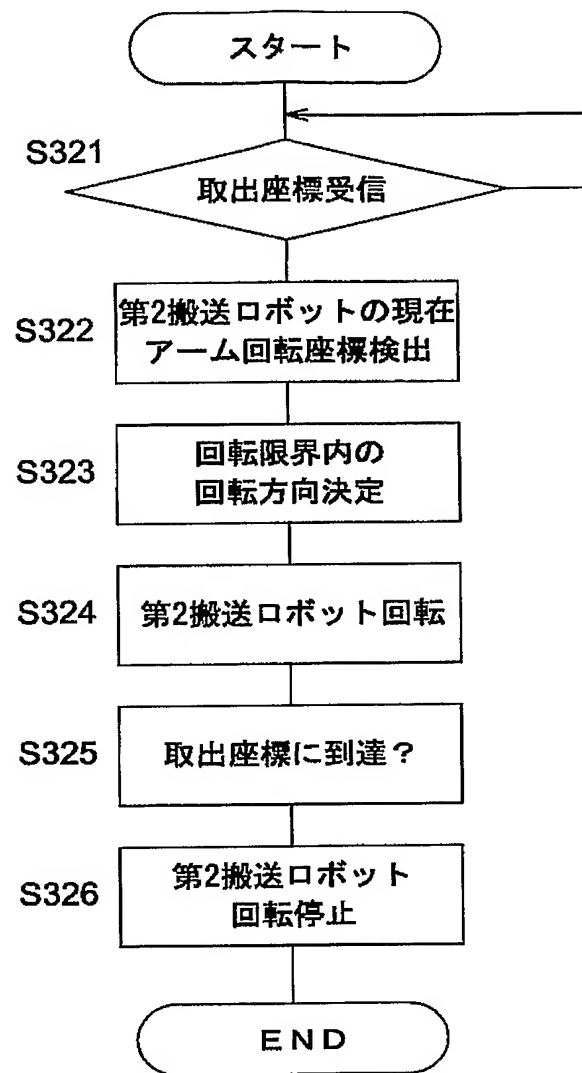 スタート
S321
取出座標受信
S322
第2搬送ロボットの現在
アーム回転座標検出
S323
回転限界内の
回転方向決定
S324
第2搬送ロボット回転
S325
取出座標に到達？
S326
第2搬送ロボット
回転停止
END